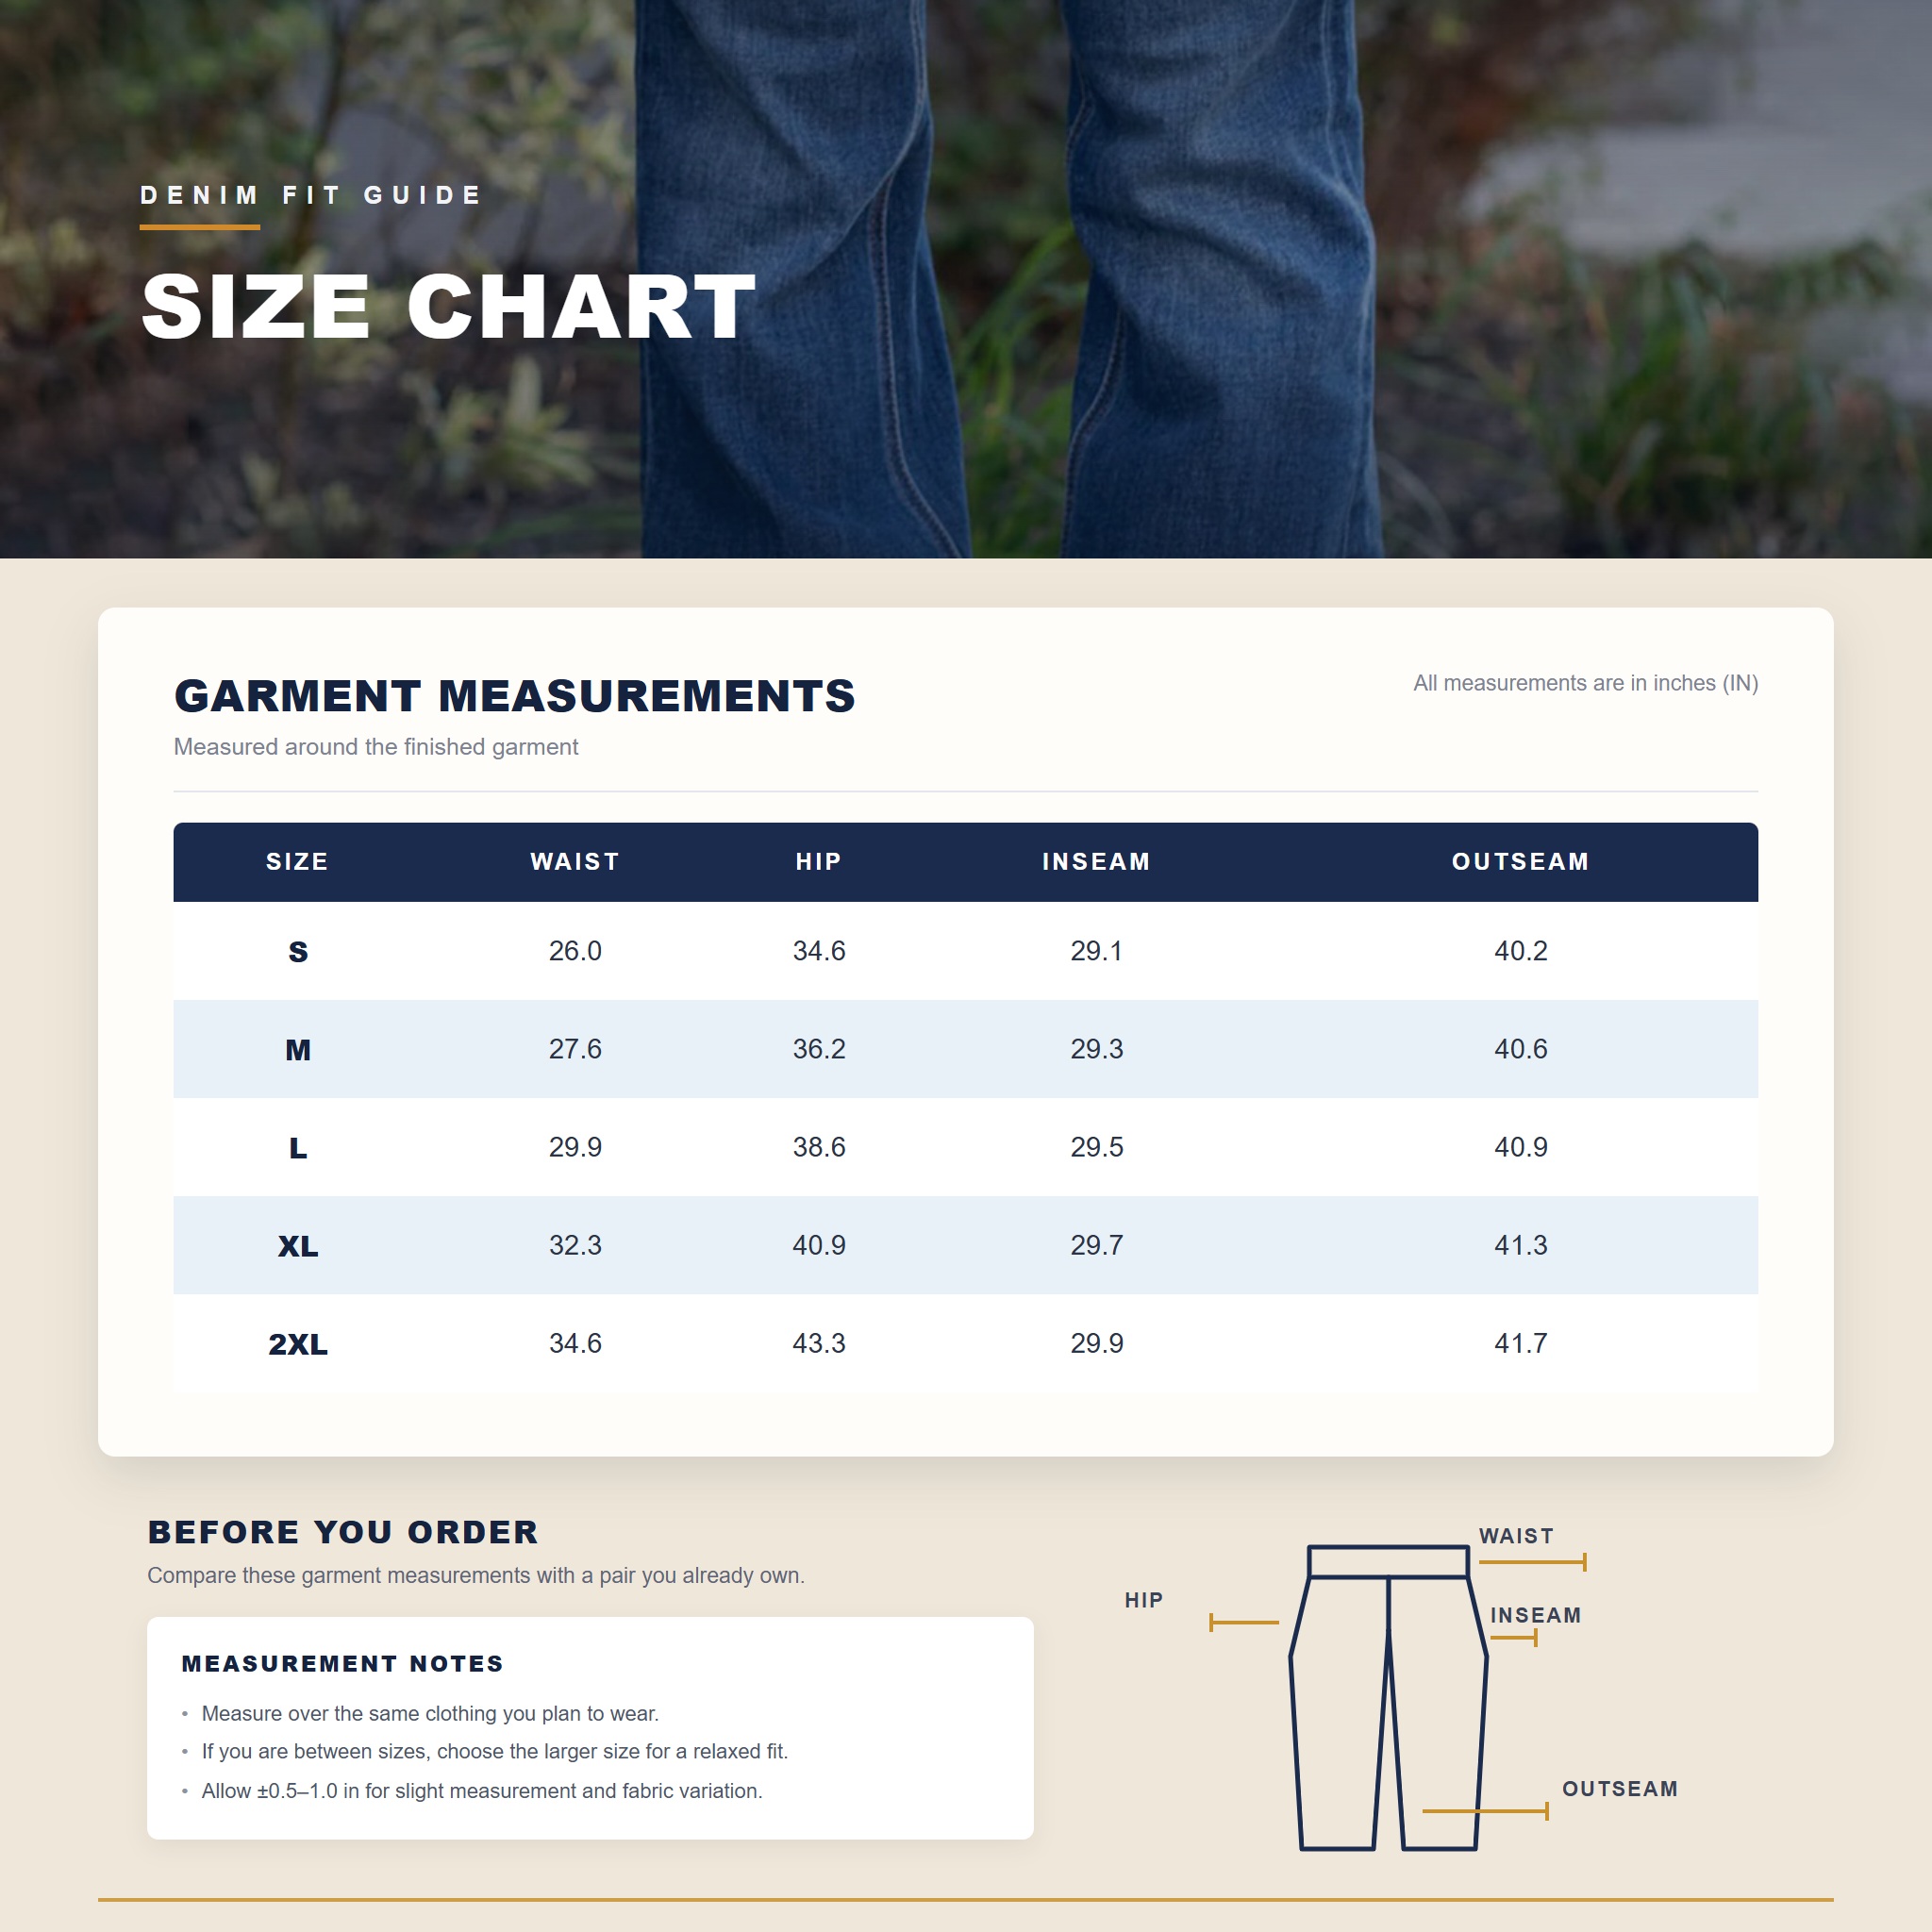 DENIM FIT GUIDE
SIZE CHART
GARMENT MEASUREMENTS
All measurements are in inches (IN)
Measured around the finished garment
SIZE WAIST HIP INSEAM OUTSEAM
S 26.0 34.6 29.1 40.2
M 27.6 36.2 29.3 40.6
L 29.9 38.6 29.5 40.9
XL 32.3 40.9 29.7 41.3
2XL 34.6 43.3 29.9 41.7
BEFORE YOU ORDER
Compare these garment measurements with a pair you already own.
MEASUREMENT NOTES
• Measure over the same clothing you plan to wear.
• If you are between sizes, choose the larger size for a relaxed fit.
• Allow ±0.5–1.0 in for slight measurement and fabric variation.
WAIST
HIP
INSEAM
OUTSEAM